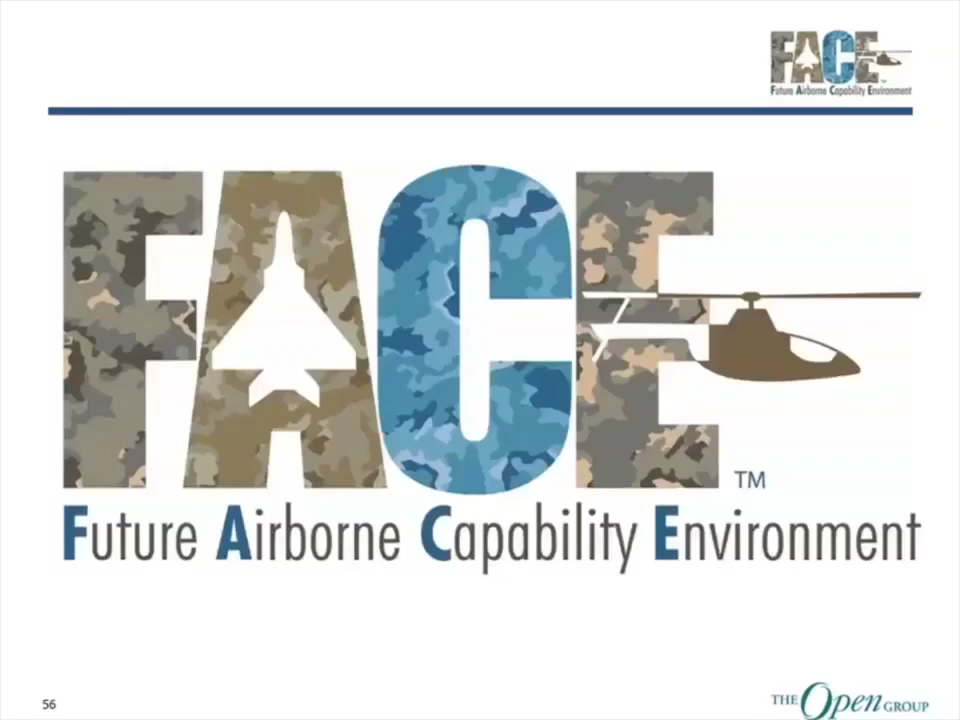 FACE
Future Airborne Capability Environment
FACE
TM
Future Airborne Capability Environment
56
THE Open GROUP